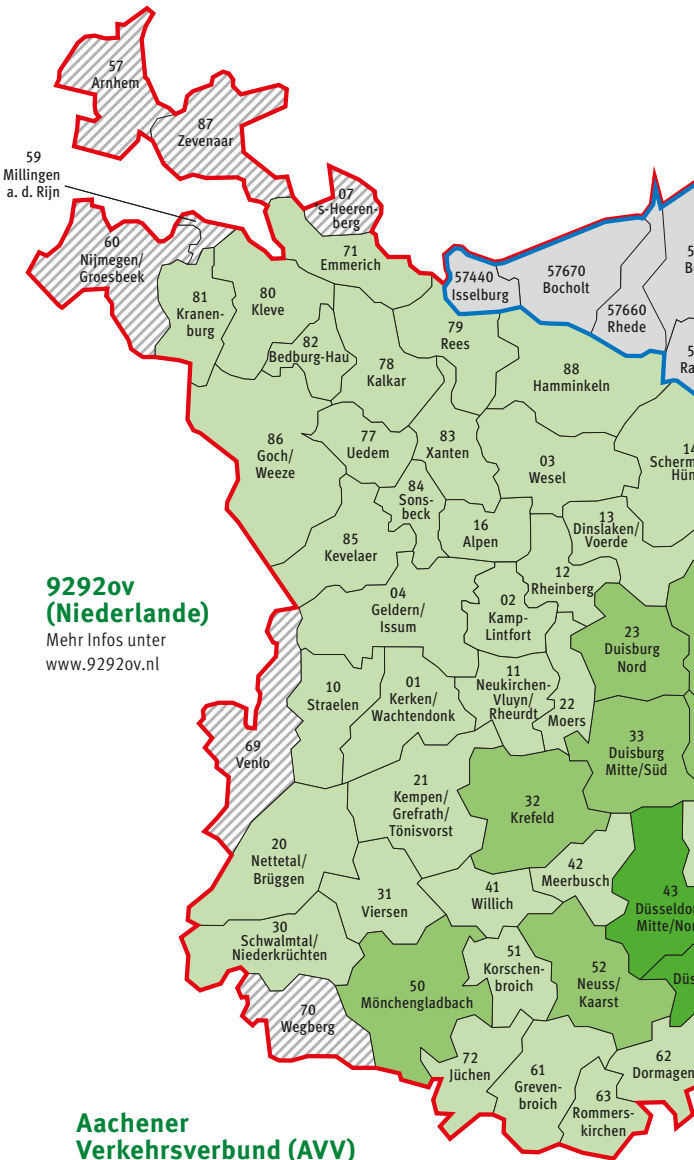 57
Arnhem
87
Zevenaar
59
Millingen
a. d. Rijn
07
's-Heeren-
berg
60
Nijmegen/
Groesbeek
71
Emmerich
81
Kranen-
burg
80
Kleve
82
Bedburg-Hau
78
Kalkar
79
Rees
57440
Isselburg
57670
Bocholt
57660
Rhede
88
Hamminkeln
86
Goch/
Weeze
77
Uedem
83
Xanten
03
Wesel
84
Sons-
beck
16
Alpen
13
Dinslaken/
Voerde
85
Kevelaer
12
Rheinberg
04
Geldern/
Issum
02
Kamp-
Lintfort
9292ov
(Niederlande)
Mehr Infos unter
www.9292ov.nl
23
Duisburg
Nord
10
Straelen
01
Kerken/
Wachtendonk
11
Neukirchen-
Vluyn/
Rheurdt
22
Moers
69
Venlo
33
Duisburg
Mitte/Süd
21
Kempen/
Grefrath/
Tönisvorst
32
Krefeld
20
Nettetal/
Brüggen
31
Viersen
41
Willich
42
Meerbusch
43
30
Schwalmtal/
Niederkrüchten
51
Korschen-
broich
52
Neuss/
Kaarst
50
Mönchengladbach
70
Wegberg
72
Jüchen
61
Greven-
broich
63
Rommers-
kirchen
62
Dormagen
Aachener
Verkehrsverbund (AVV)